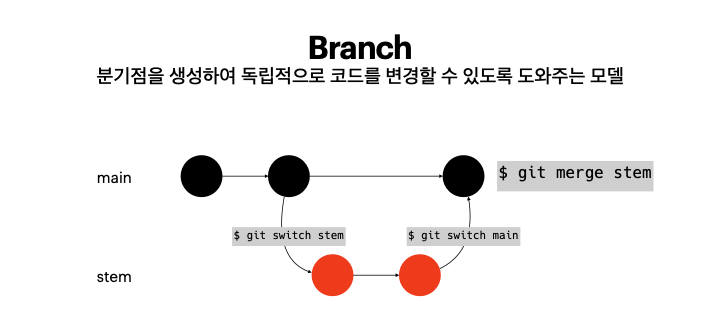 Branch
분기점을 생성하여 독립적으로 코드를 변경할 수 있도록 도와주는 모델
main
$ git merge stem
$ git switch stem
$ git switch main
stem